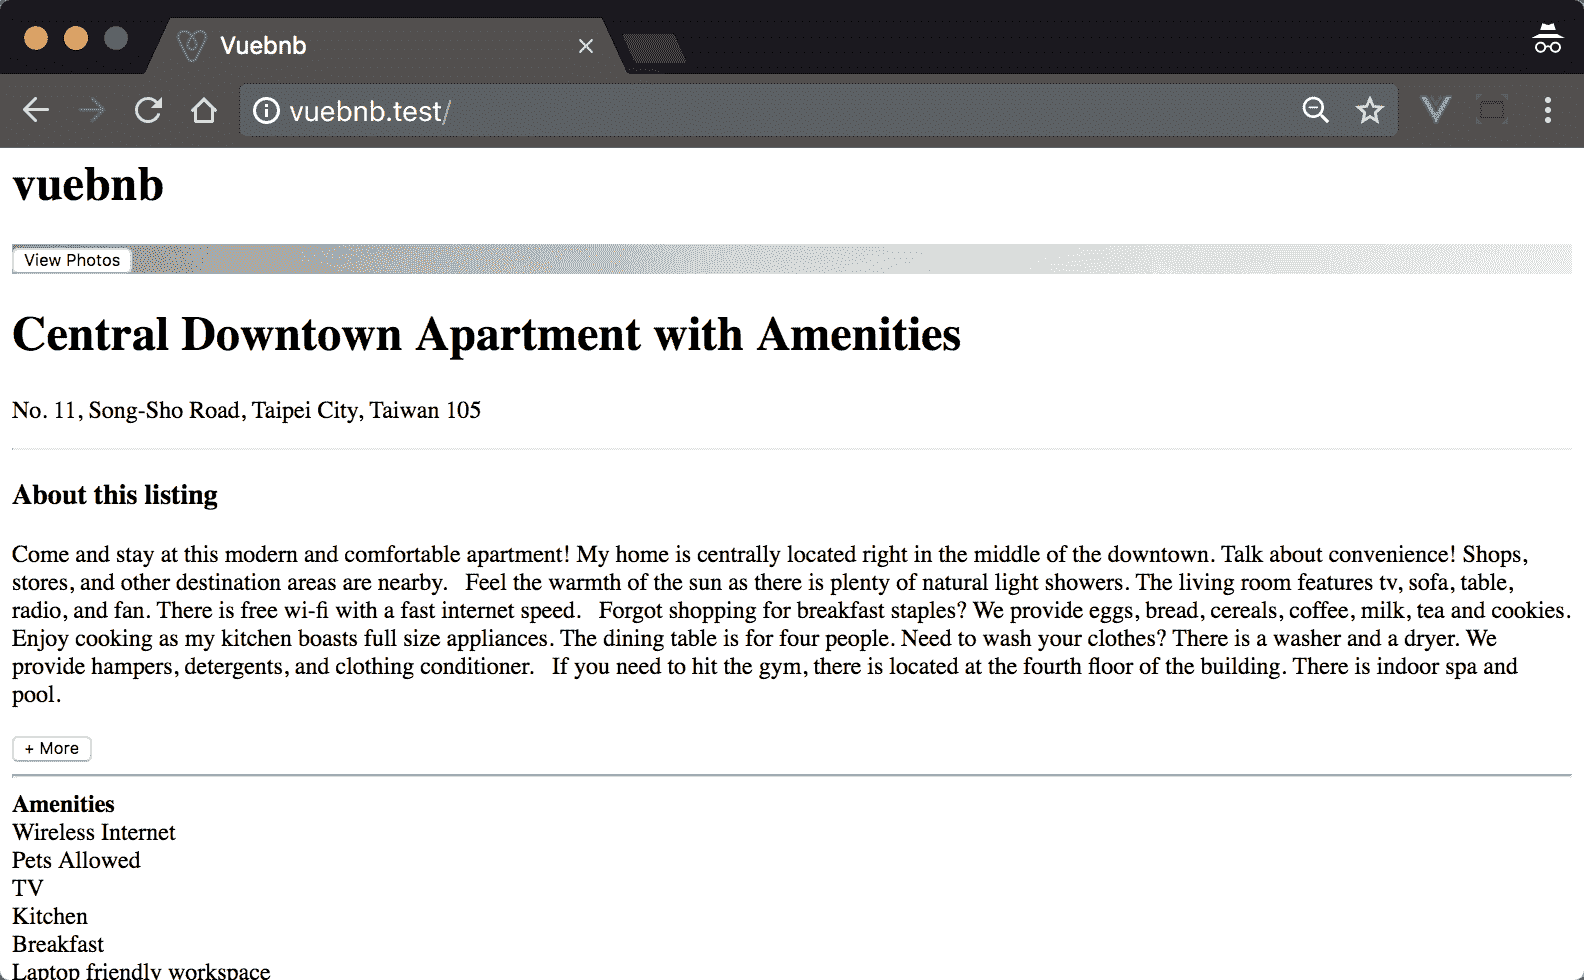 Vuebnb
vuebnb.test/
vuebnb
View Photos
Central Downtown Apartment with Amenities
No. 11, Song-Sho Road, Taipei City, Taiwan 105
About this listing
Come and stay at this modern and comfortable apartment! My home is centrally located right in the middle of the downtown. Talk about convenience! Shops,
stores, and other destination areas are nearby.   Feel the warmth of the sun as there is plenty of natural light showers. The living room features tv, sofa, table,
radio, and fan. There is free wi-fi with a fast internet speed.   Forgot shopping for breakfast staples? We provide eggs, bread, cereals, coffee, milk, tea and cookies.
Enjoy cooking as my kitchen boasts full size appliances. The dining table is for four people. Need to wash your clothes? There is a washer and a dryer. We
provide hampers, detergents, and clothing conditioner.   If you need to hit the gym, there is located at the fourth floor of the building. There is indoor spa and
pool.
+ More
Amenities
Wireless Internet
Pets Allowed
TV
Kitchen
Breakfast
Laptop friendly workspace